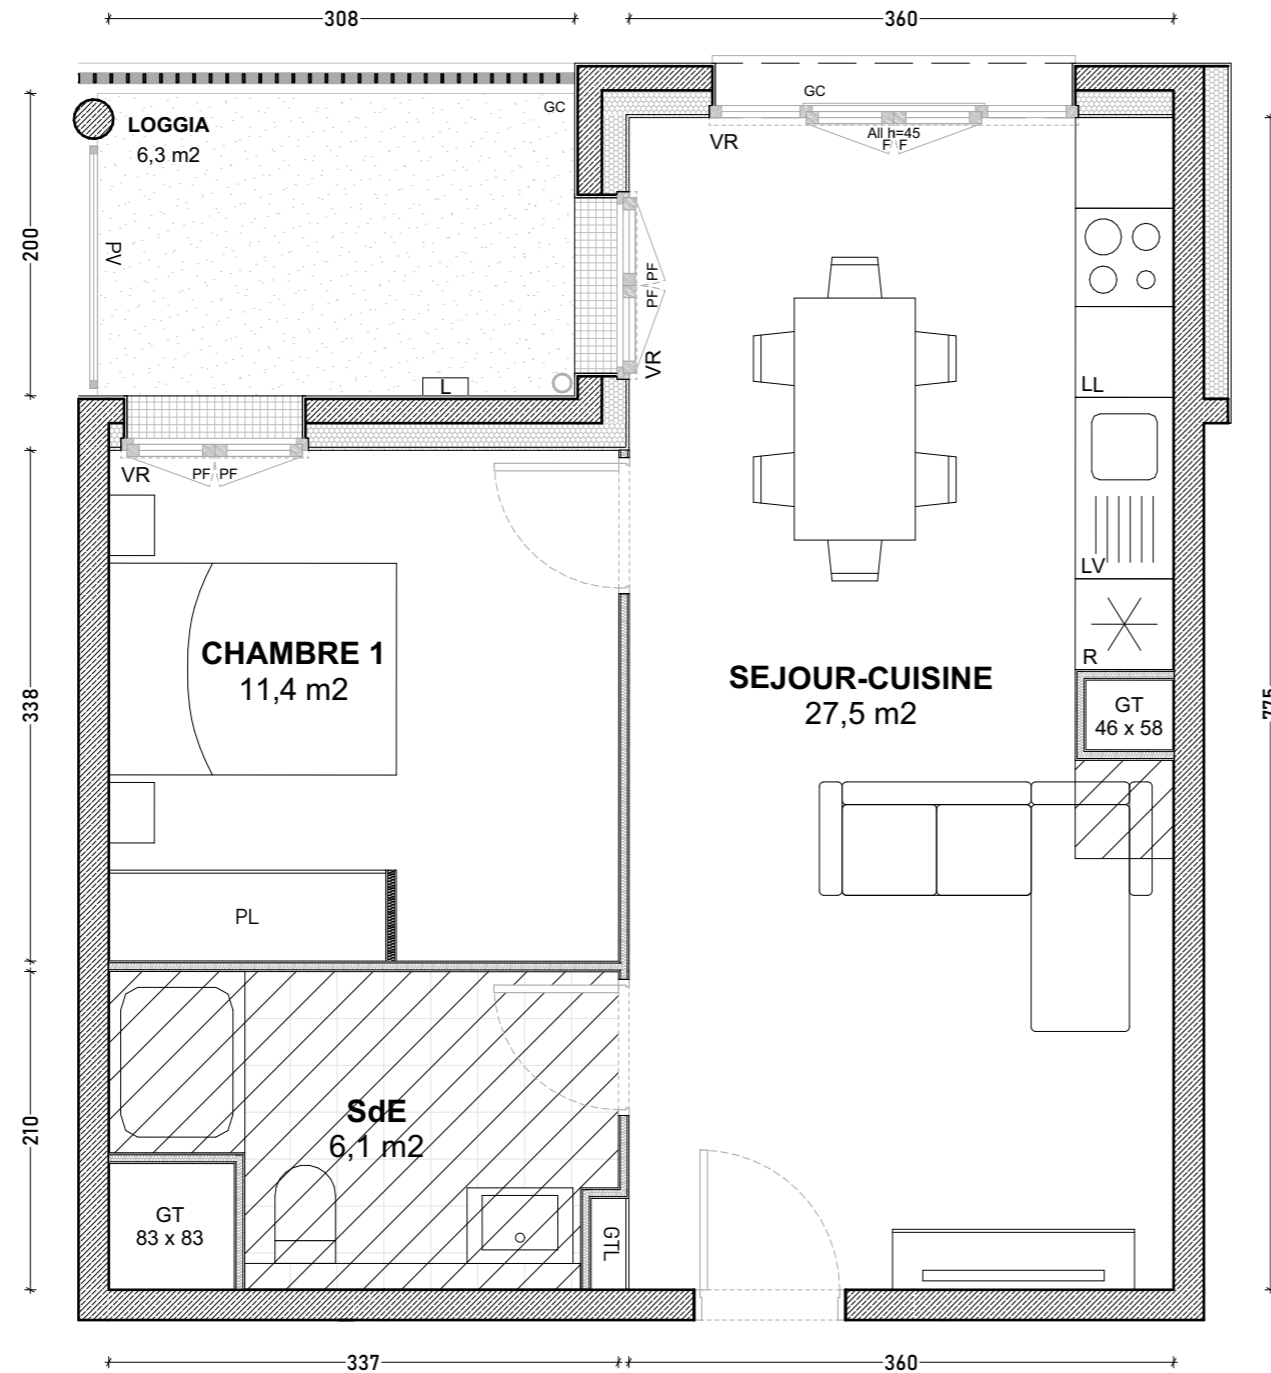 308
360
GC
GC
LOGGIA
6,3 m2
All h=45
F F
VR
200
PV
PF PF
VR
L
LL
VR
PF PF
LV
CHAMBRE 1
11,4 m2
R
SEJOUR-CUISINE
27,5 m2
338
GT
46 x 58
775
PL
SdE
6,1 m2
210
GT
83 x 83
GTL
337
360